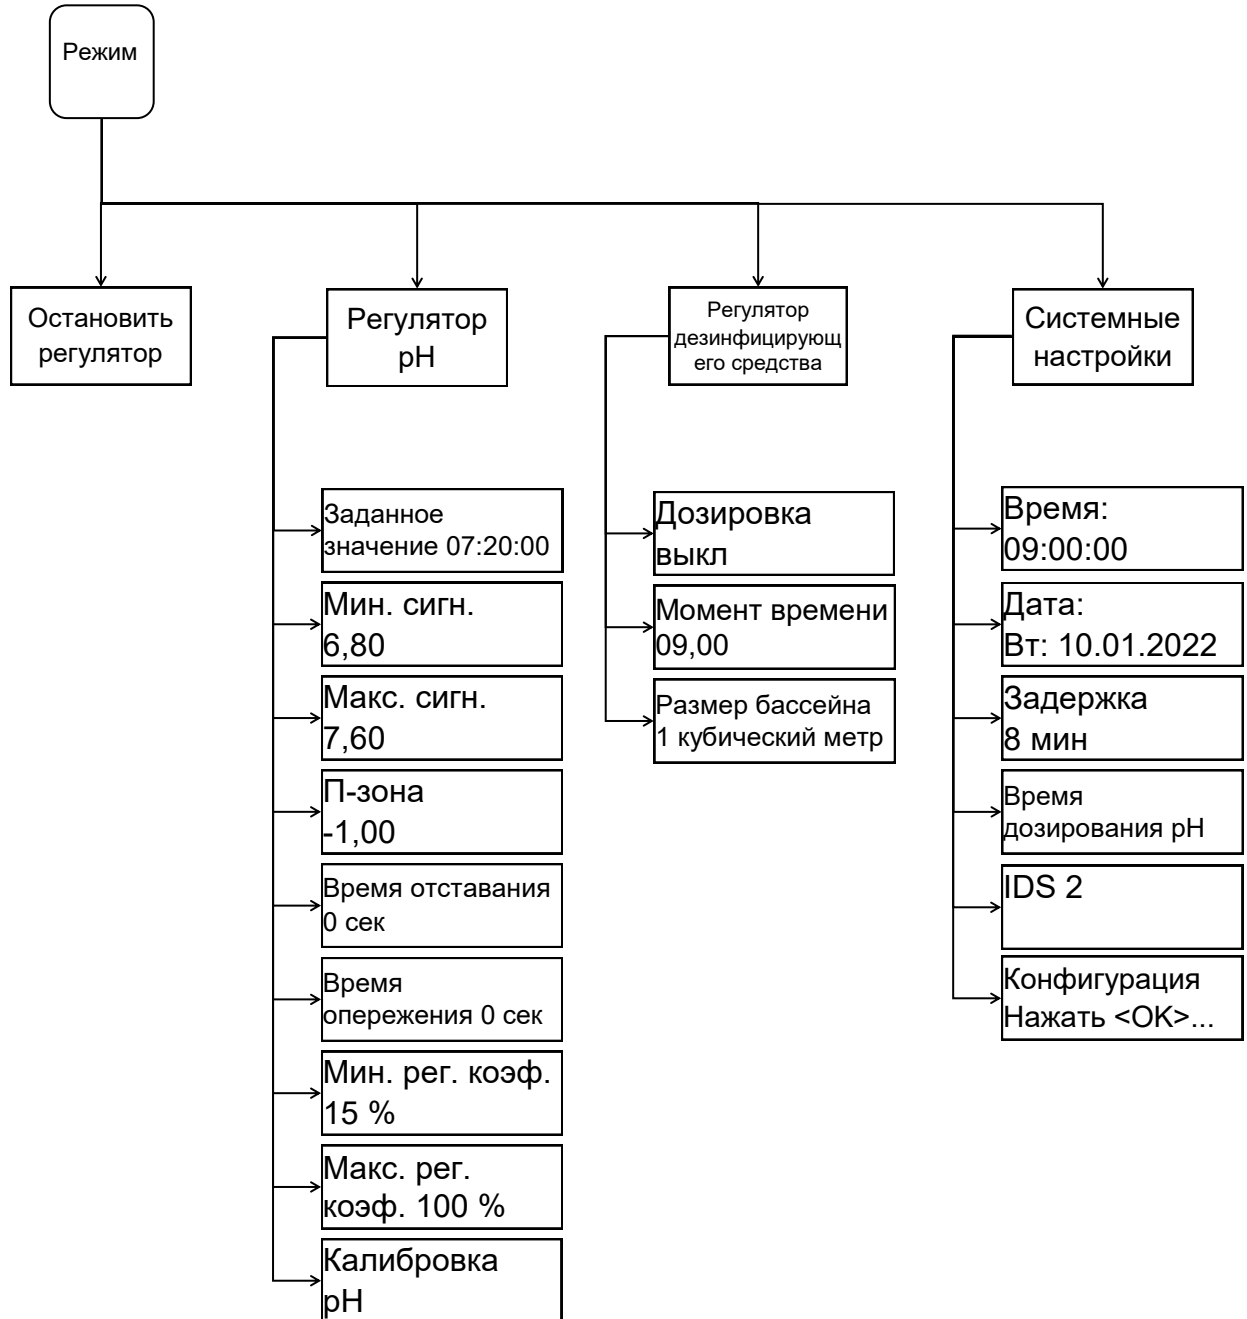 Режим
Остановить
регулятор
Регулятор
pH
Регулятор
дезинфицирующ
его средства
Системные
настройки
Заданное
значение 07:20:00
Мин. сигн.
6,80
Макс. сигн.
7,60
П-зона
-1,00
Время отставания
0 сек
Время
опережения 0 сек
Мин. рег. коэф.
15 %
Макс. рег.
коэф. 100 %
Калибровка
pH
Дозировка
выкл
Момент времени
09,00
Размер бассейна
1 кубический метр
Время:
09:00:00
Дата:
Вт: 10.01.2022
Задержка
8 мин
Время
дозирования pH
IDS 2
Конфигурация
Нажать <OK>...